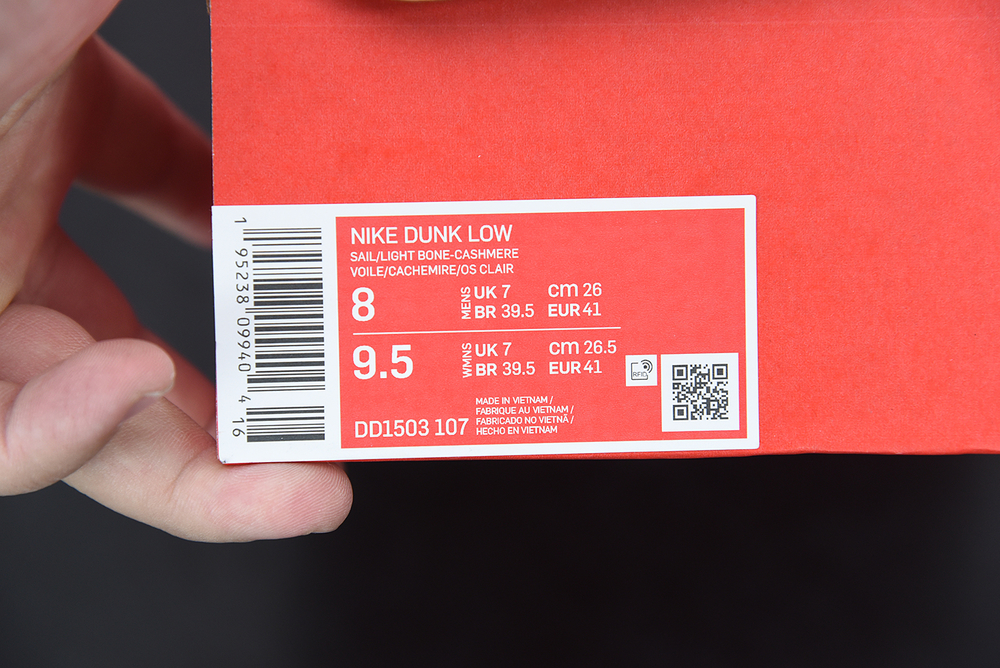 1 95238 09940 4 16
NIKE DUNK LOW
SAIL/LIGHT BONE-CASHMERE
VOILE/CACHEMIRE/OS CLAIR
8 MENS UK 7 cm 26
BR 39.5 EUR 41
9.5 WMNS UK 7 cm 26.5
BR 39.5 EUR 41
RFID
DD1503 107
MADE IN VIETNAM /
FABRIQUE AU VIETNAM /
FABRICADO NO VIETNÃ /
HECHO EN VIETNAM